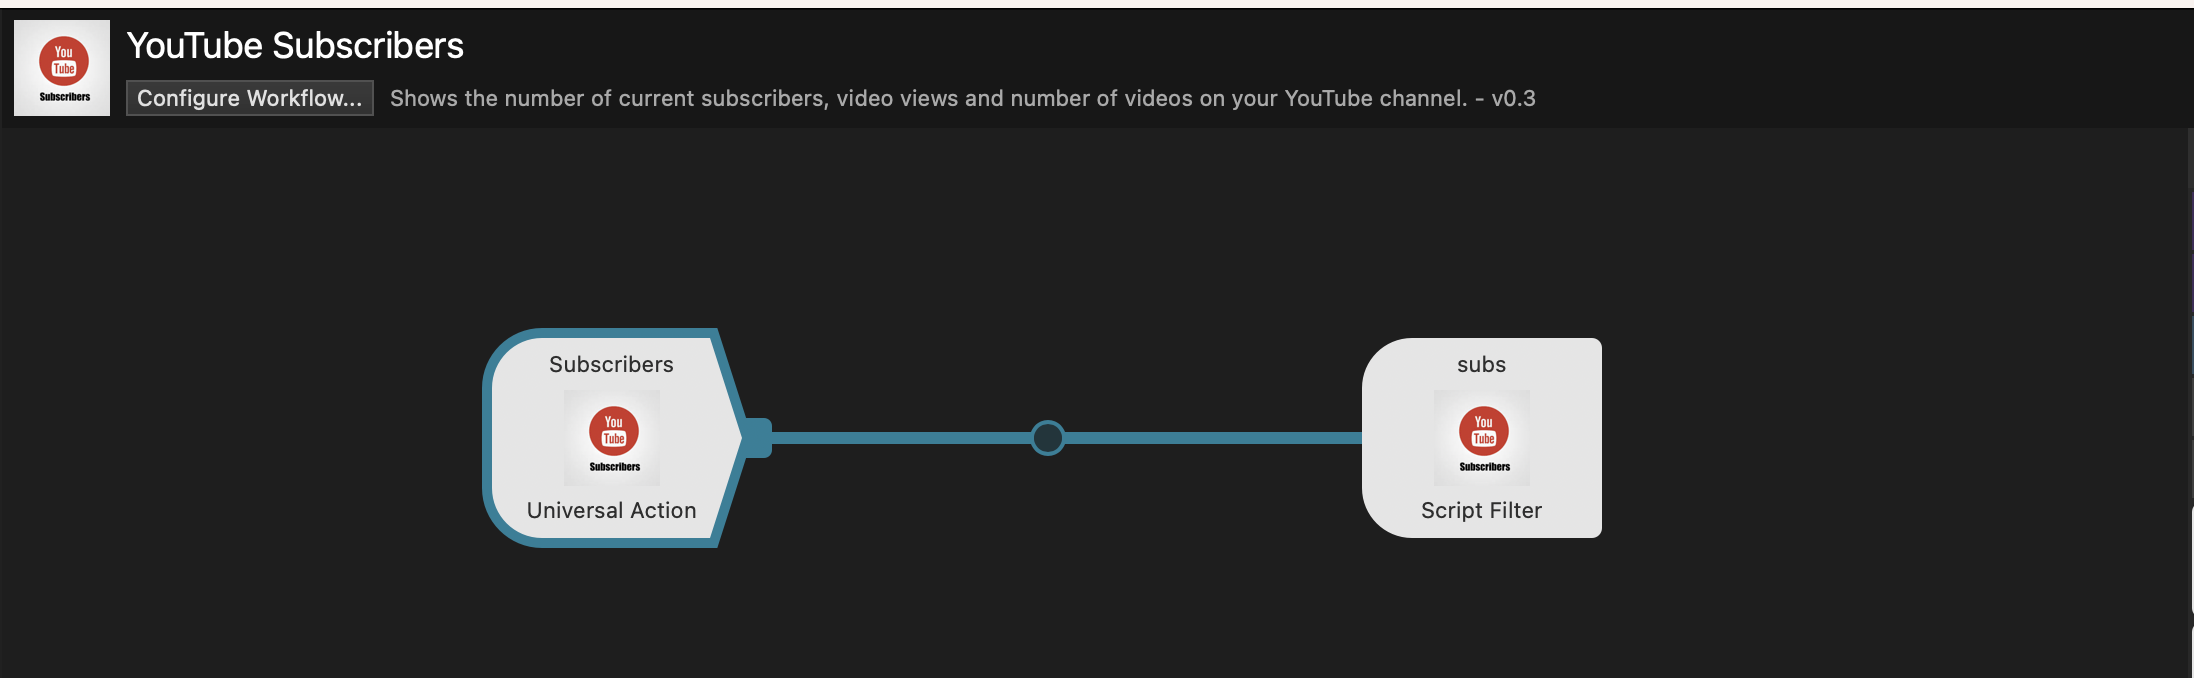 You
Tube
Subscribers
YouTube Subscribers
Configure Workflow...
Shows the number of current subscribers, video views and number of videos on your YouTube channel. - v0.3
Subscribers
You
Tube
Subscribers
Universal Action
subs
You
Tube
Subscribers
Script Filter